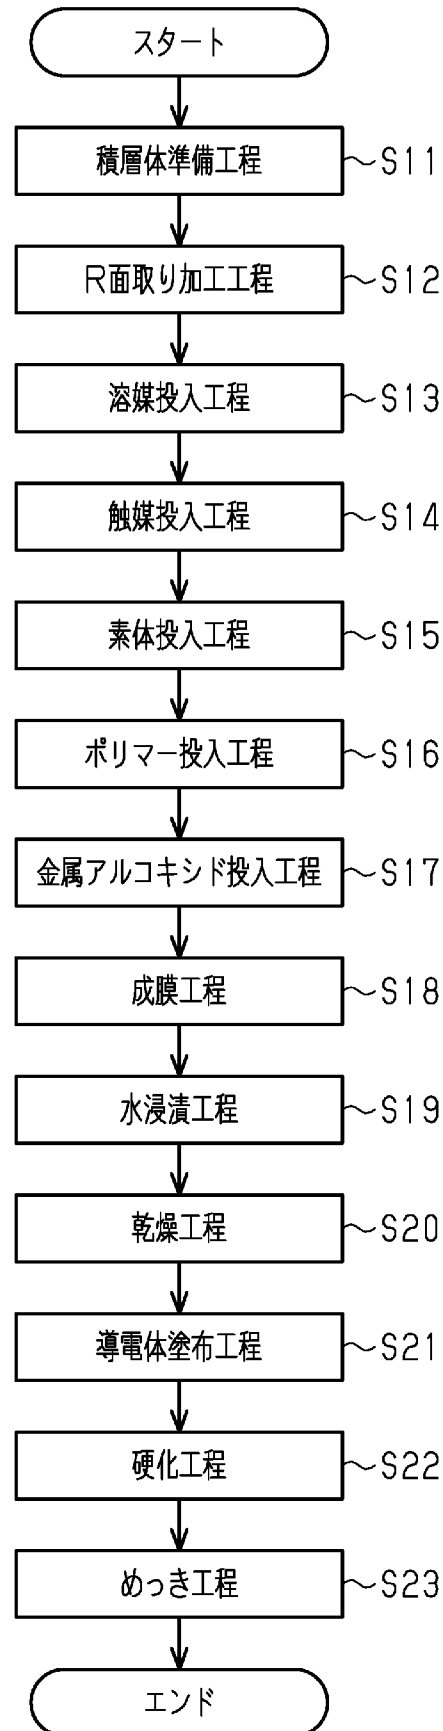 スタート
積層体準備工程 S11
R面取り加工工程 S12
溶媒投入工程 S13
触媒投入工程 S14
素体投入工程 S15
ポリマー投入工程 S16
金属アルコキシド投入工程 S17
成膜工程 S18
水浸漬工程 S19
乾燥工程 S20
導電体塗布工程 S21
硬化工程 S22
めっき工程 S23
エンド